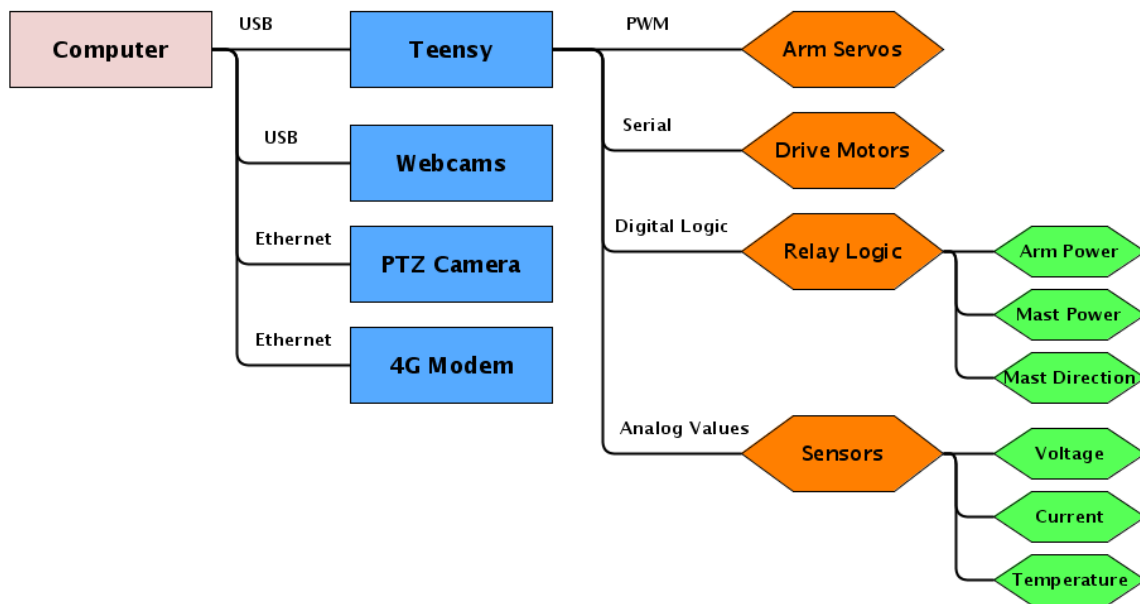 USB
PWM
Computer
Teensy
Arm Servos
USB
Serial
Webcams
Drive Motors
Ethernet
Digital Logic
PTZ Camera
Relay Logic
Arm Power
Mast Power
Ethernet
4G Modem
Mast Direction
Analog Values
Sensors
Voltage
Current
Temperature